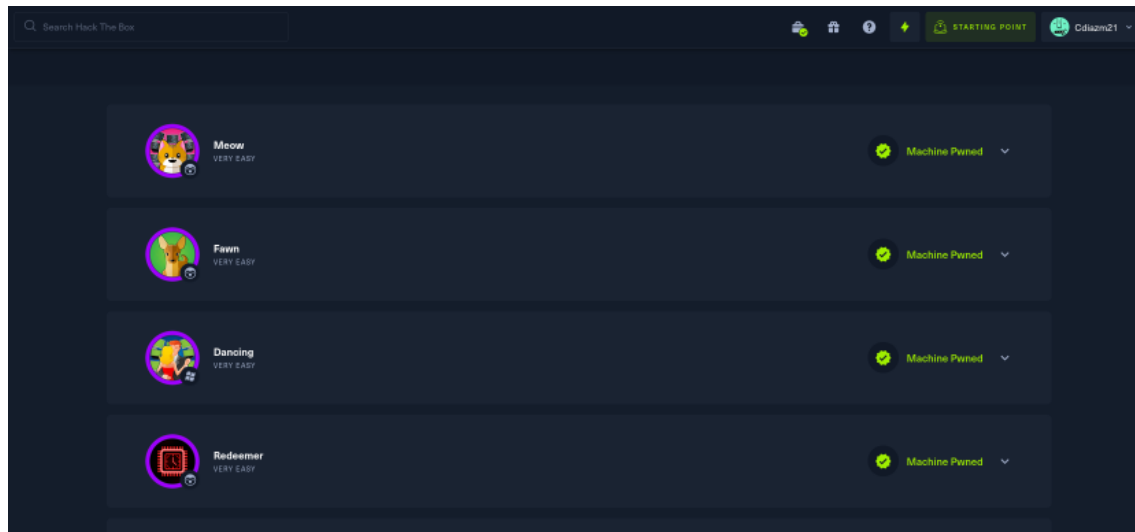 Search Hack The Box
STARTING POINT
Cdiazm21
Meow
VERY EASY
Machine Pwned
Fawn
VERY EASY
Machine Pwned
Dancing
VERY EASY
Machine Pwned
Redeemer
VERY EASY
Machine Pwned